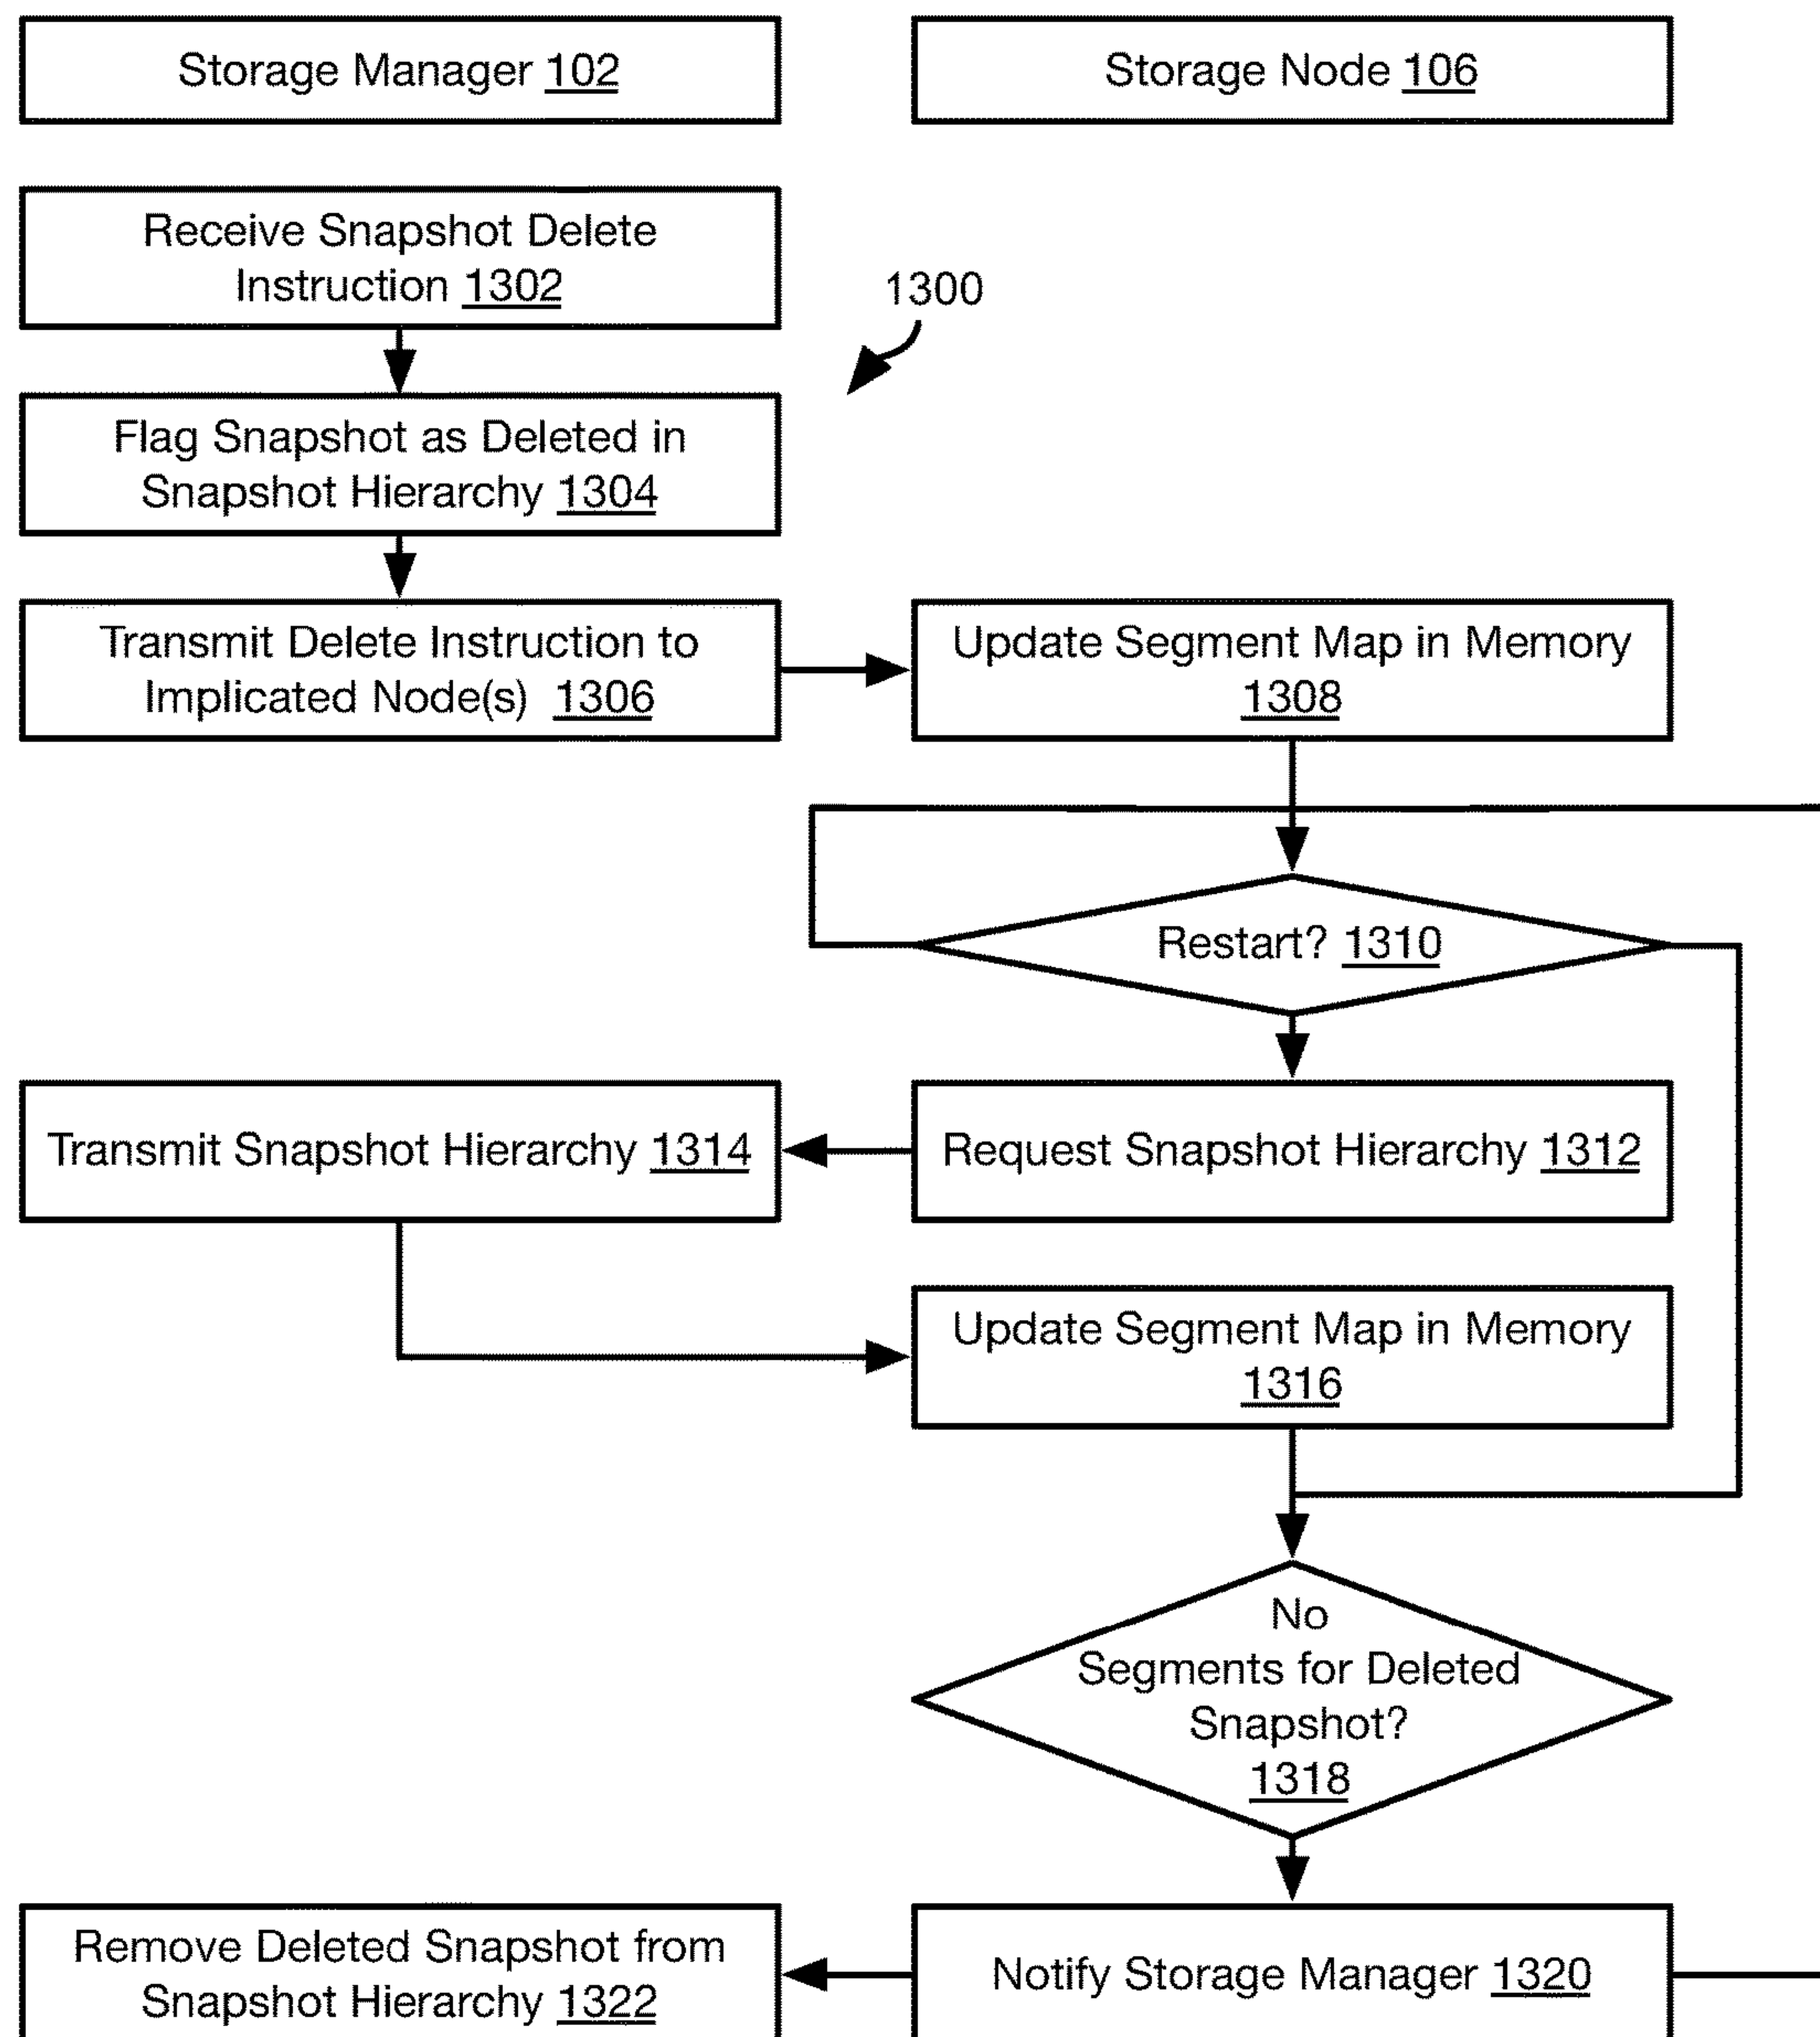 Storage Manager 102
Storage Node 106
Receive Snapshot Delete
Instruction 1302
1300
Flag Snapshot as Deleted in
Snapshot Hierarchy 1304
Transmit Delete Instruction to
Implicated Node(s) 1306
Update Segment Map in Memory
1308
Restart? 1310
Transmit Snapshot Hierarchy 1314
Request Snapshot Hierarchy 1312
Update Segment Map in Memory
1316
No
Segments for Deleted
Snapshot?
1318
Remove Deleted Snapshot from
Snapshot Hierarchy 1322
Notify Storage Manager 1320